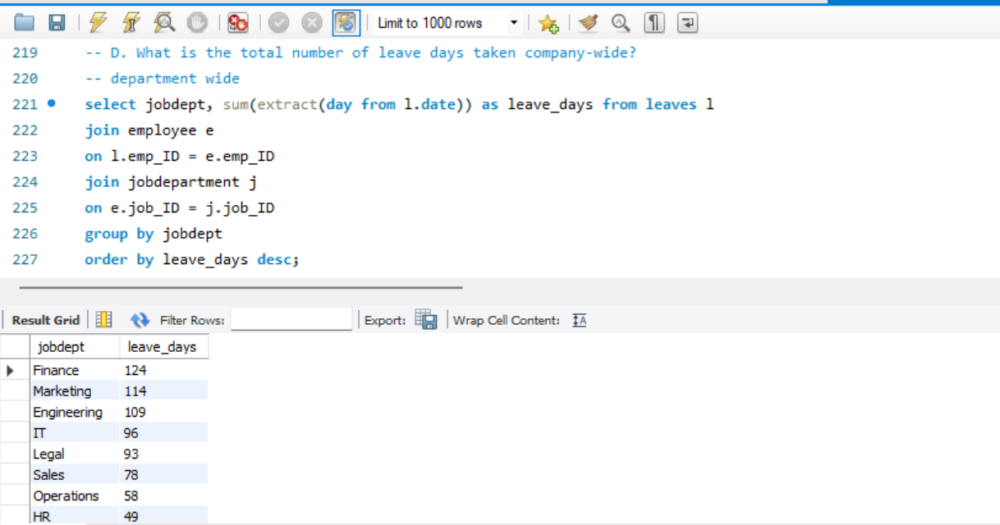 Limit to 1000 rows
219 -- D. What is the total number of leave days taken company-wide?
220 -- department wide
221 select jobdept, sum(extract(day from l.date)) as leave_days from leaves l
222 join employee e
223 on l.emp_ID = e.emp_ID
224 join jobdepartment j
225 on e.job_ID = j.job_ID
226 group by jobdept
227 order by leave_days desc;
Result Grid Filter Rows: Export: Wrap Cell Content:
jobdept leave_days
Finance 124
Marketing 114
Engineering 109
IT 96
Legal 93
Sales 78
Operations 58
HR 49